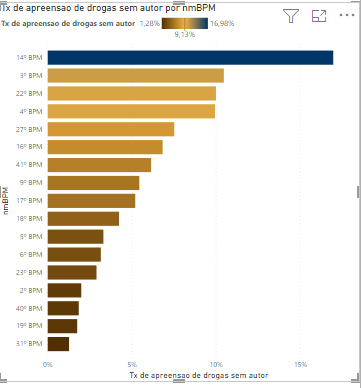 Tx de apreensao de drogas sem autor por nmBPM
Tx de apreensao de drogas sem autor 1,28% 16,98%
9,13%
14º BPM
3º BPM
22º BPM
4º BPM
27º BPM
16º BPM
41º BPM
9º BPM
17º BPM
18º BPM
5º BPM
6º BPM
23º BPM
2º BPM
40º BPM
19º BPM
31º BPM
nmBPM
0% 5% 10% 15%
Tx de apreensao de drogas sem autor